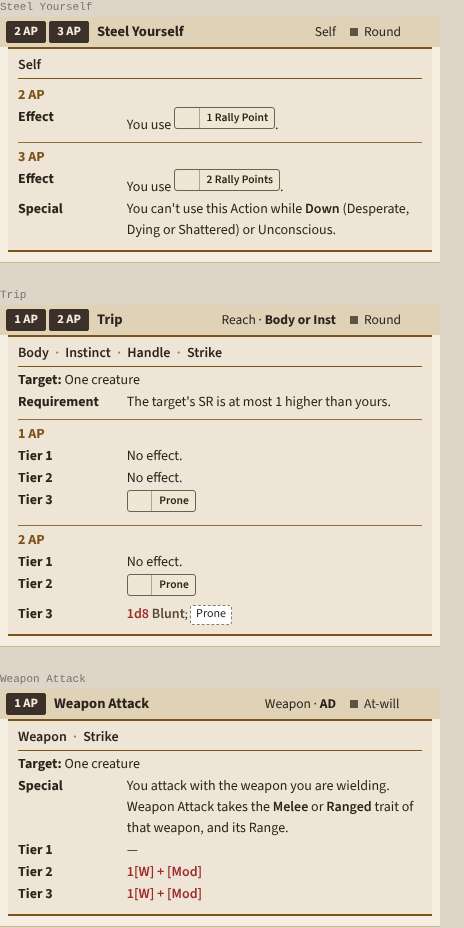 Steel Yourself
2 AP 3 AP Steel Yourself Self Round
Self
2 AP
Effect You use 1 Rally Point.
3 AP
Effect You use 2 Rally Points.
Special You can't use this Action while Down (Desperate,
Dying or Shattered) or Unconscious.
Trip
1 AP 2 AP Trip Reach · Body or Inst Round
Body · Instinct · Handle · Strike
Target: One creature
Requirement The target's SR is at most 1 higher than yours.
1 AP
Tier 1 No effect.
Tier 2 No effect.
Tier 3 Prone
2 AP
Tier 1 No effect.
Tier 2 Prone
Tier 3 1d8 Blunt; Prone
Weapon Attack
1 AP Weapon Attack Weapon · AD At-will
Weapon · Strike
Target: One creature
Special You attack with the weapon you are wielding.
Weapon Attack takes the Melee or Ranged trait of
that weapon, and its Range.
Tier 1 —
Tier 2 1[W] + [Mod]
Tier 3 1[W] + [Mod]